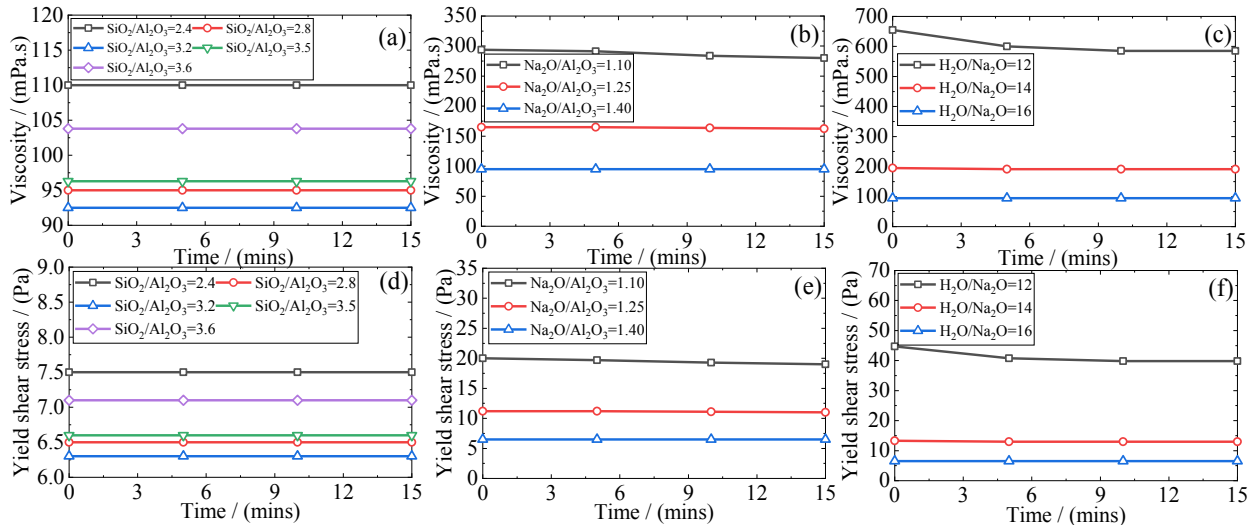 120
115
110
105
100
95
90
Viscosity / (mPa.s)
SiO₂/Al₂O₃=2.4
SiO₂/Al₂O₃=2.8
SiO₂/Al₂O₃=3.2
SiO₂/Al₂O₃=3.5
SiO₂/Al₂O₃=3.6
(a)
0 3 6 9 12 15
Time / (mins)
350
300
250
200
150
100
50
0
Viscosity / (mPa.s)
Na₂O/Al₂O₃=1.10
Na₂O/Al₂O₃=1.25
Na₂O/Al₂O₃=1.40
(b)
0 3 6 9 12 15
Time / (mins)
700
600
500
400
300
200
100
0
Viscosity / (mPa.s)
H₂O/Na₂O=12
H₂O/Na₂O=14
H₂O/Na₂O=16
(c)
0 3 6 9 12 15
Time / (mins)
9.0
8.5
8.0
7.5
7.0
6.5
6.0
Yield shear stress / (Pa)
SiO₂/Al₂O₃=2.4
SiO₂/Al₂O₃=2.8
SiO₂/Al₂O₃=3.2
SiO₂/Al₂O₃=3.5
SiO₂/Al₂O₃=3.6
(d)
0 3 6 9 12 15
Time / (mins)
35
30
25
20
15
10
5
0
Yield shear stress / (Pa)
Na₂O/Al₂O₃=1.10
Na₂O/Al₂O₃=1.25
Na₂O/Al₂O₃=1.40
(e)
0 3 6 9 12 15
Time / (mins)
70
60
50
40
30
20
10
0
Yield shear stress / (Pa)
H₂O/Na₂O=12
H₂O/Na₂O=14
H₂O/Na₂O=16
(f)
0 3 6 9 12 15
Time / (mins)